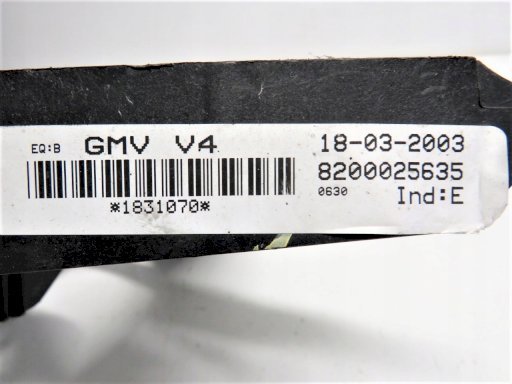 EQ:B GMV V4 18-03-2003
8200025635
*1831070* 0630 Ind:E